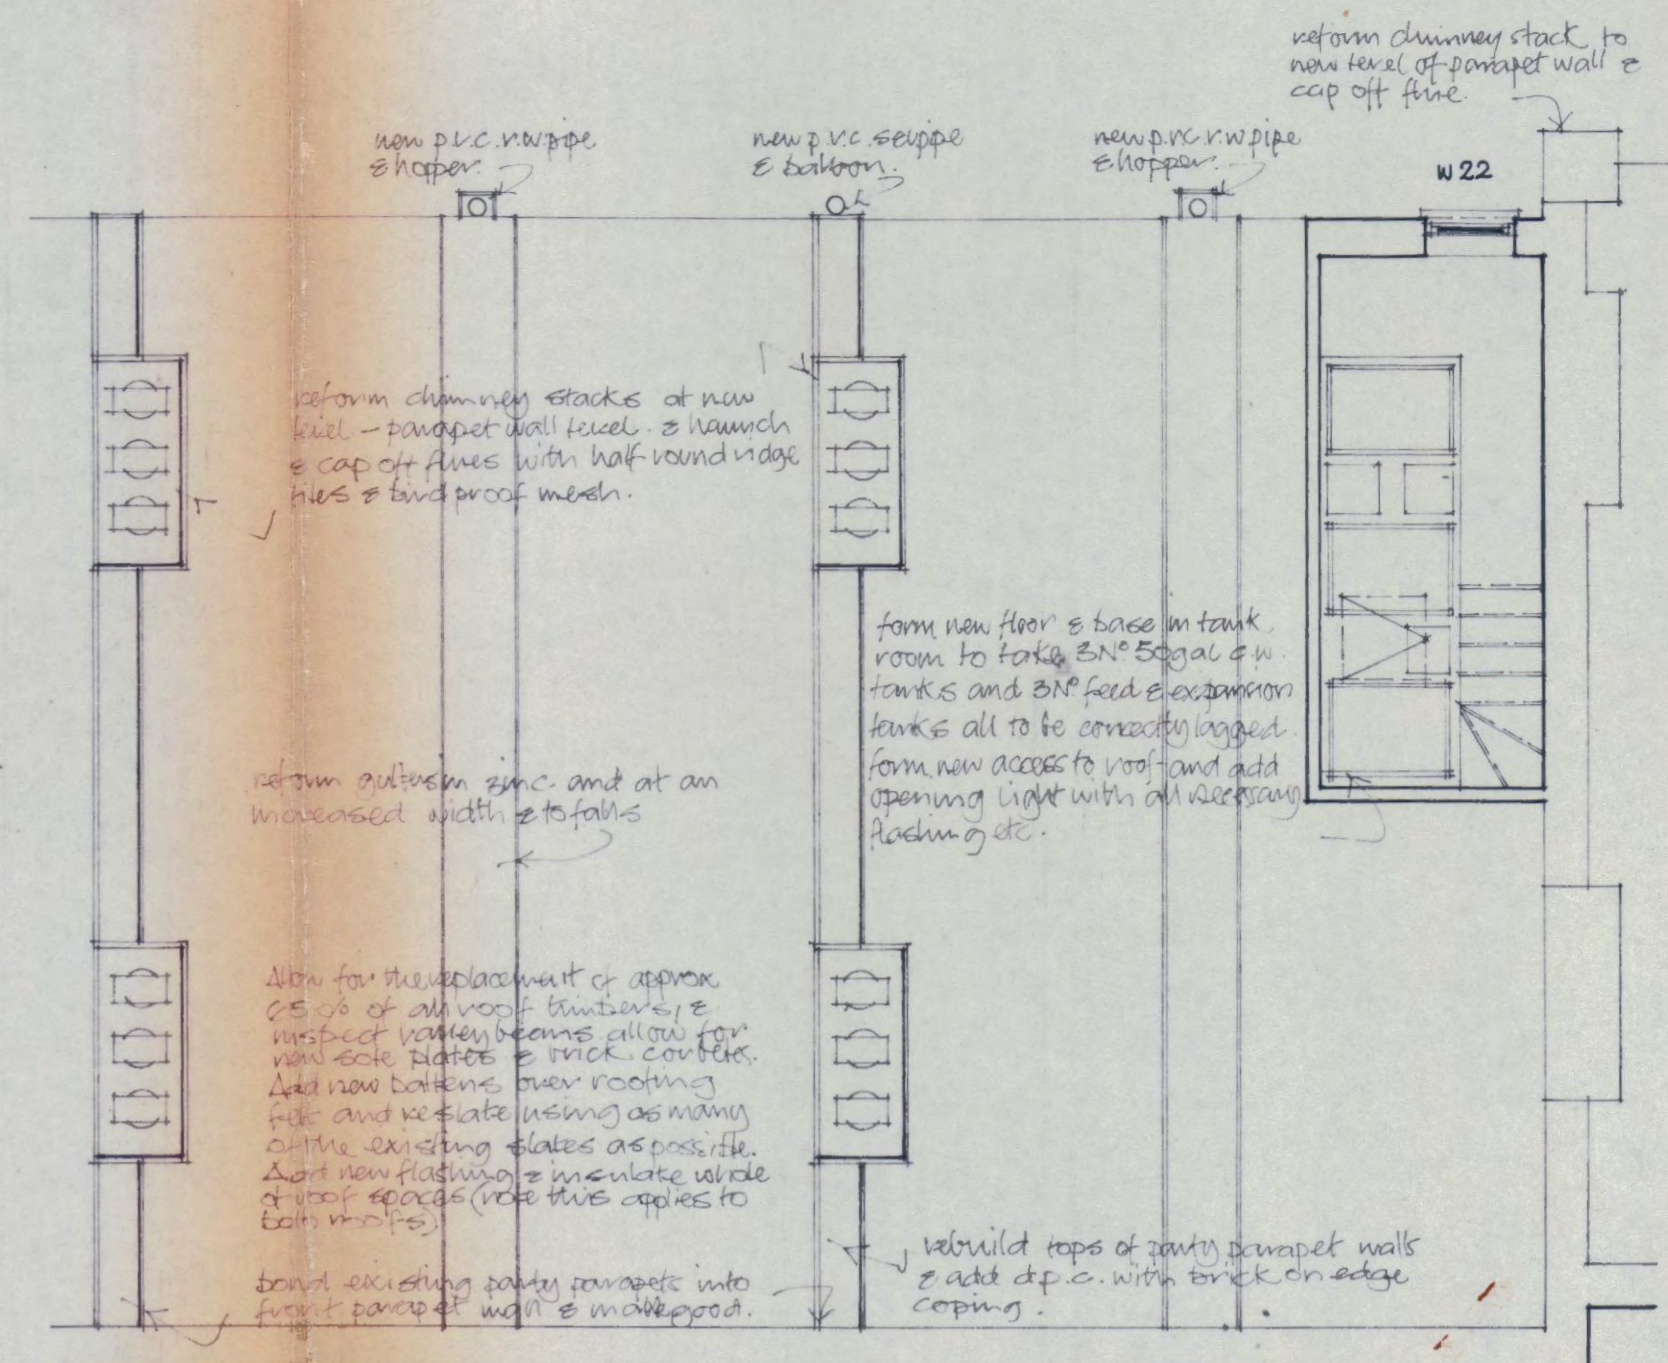 reform chimney stack to
new level of parapet wall &
cap off flue.
new p.v.c. r.w.pipe
& hopper.
new p.v.c. s.v.pipe
& balloon.
new p.v.c. r.w pipe
& hopper.
W 22
reform chimney stacks at new
level - parapet wall level. & haunch
& cap off flues with half round ridge
tiles & bird proof mesh.
form new floor & base in tank
room to take 3Nº 50gal c.w.
tanks and 3Nº feed & expansion
tanks all to be correctly lagged.
form new access to roof and add
opening light with all necessary
flashing etc.
reform gutters in zinc and at an
increased width & to falls
Allow for the replacement of approx
65% of all roof timbers, &
inspect valley beams allow for
new sole plates & brick corbels.
Add new battens over roofing
felt and reslate using as many
of the existing slates as possible.
Add new flashing & insulate whole
of roof spaces (note this applies to
both roofs)
bond existing party parapets into
front parapet wall & make good.
rebuild tops of party parapet walls
& add d.p.c. with brick on edge
coping.